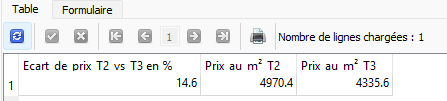 Table Formulaire
1 Nombre de lignes chargées : 1
Ecart de prix T2 vs T3 en % Prix au m² T2 Prix au m² T3
1 14.6 4970.4 4335.6